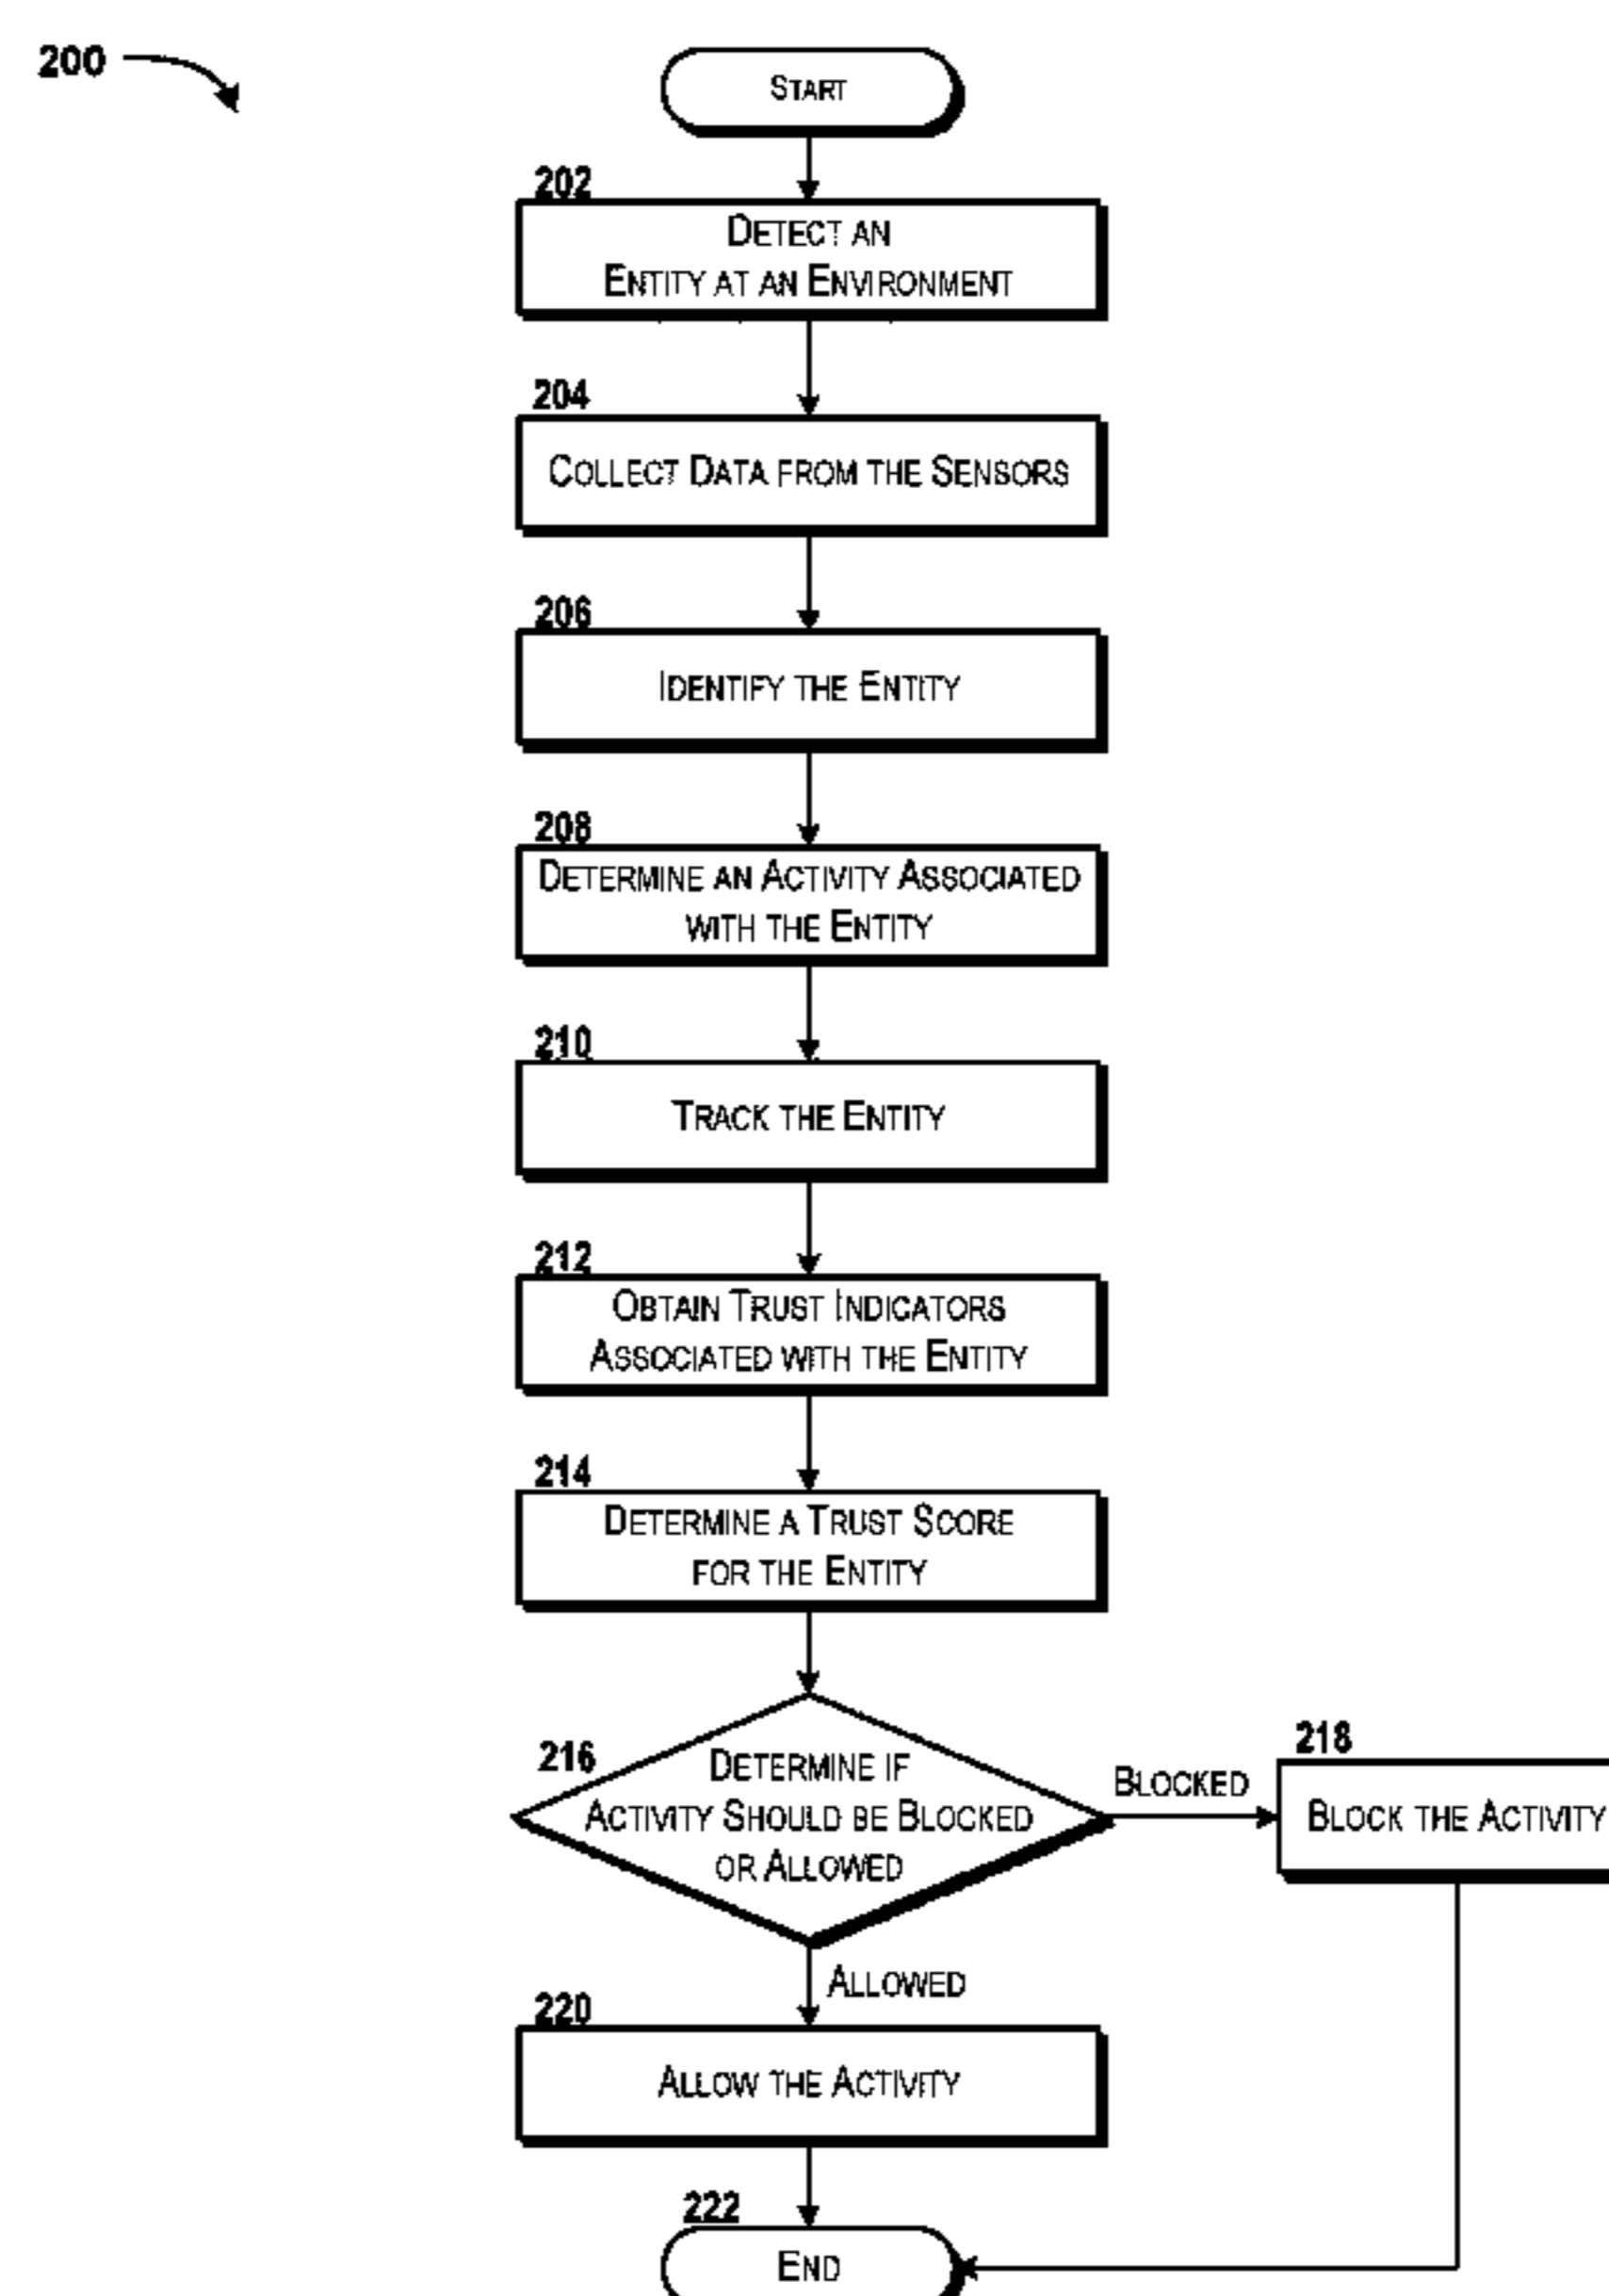 200
START
202
DETECT AN
ENTITY AT AN ENVIRONMENT
204
COLLECT DATA FROM THE SENSORS
206
IDENTIFY THE ENTITY
208
DETERMINE AN ACTIVITY ASSOCIATED
WITH THE ENTITY
210
TRACK THE ENTITY
212
OBTAIN TRUST INDICATORS
ASSOCIATED WITH THE ENTITY
214
DETERMINE A TRUST SCORE
FOR THE ENTITY
216
DETERMINE IF
ACTIVITY SHOULD BE BLOCKED
OR ALLOWED
BLOCKED
218
BLOCK THE ACTIVITY
ALLOWED
220
ALLOW THE ACTIVITY
222
END